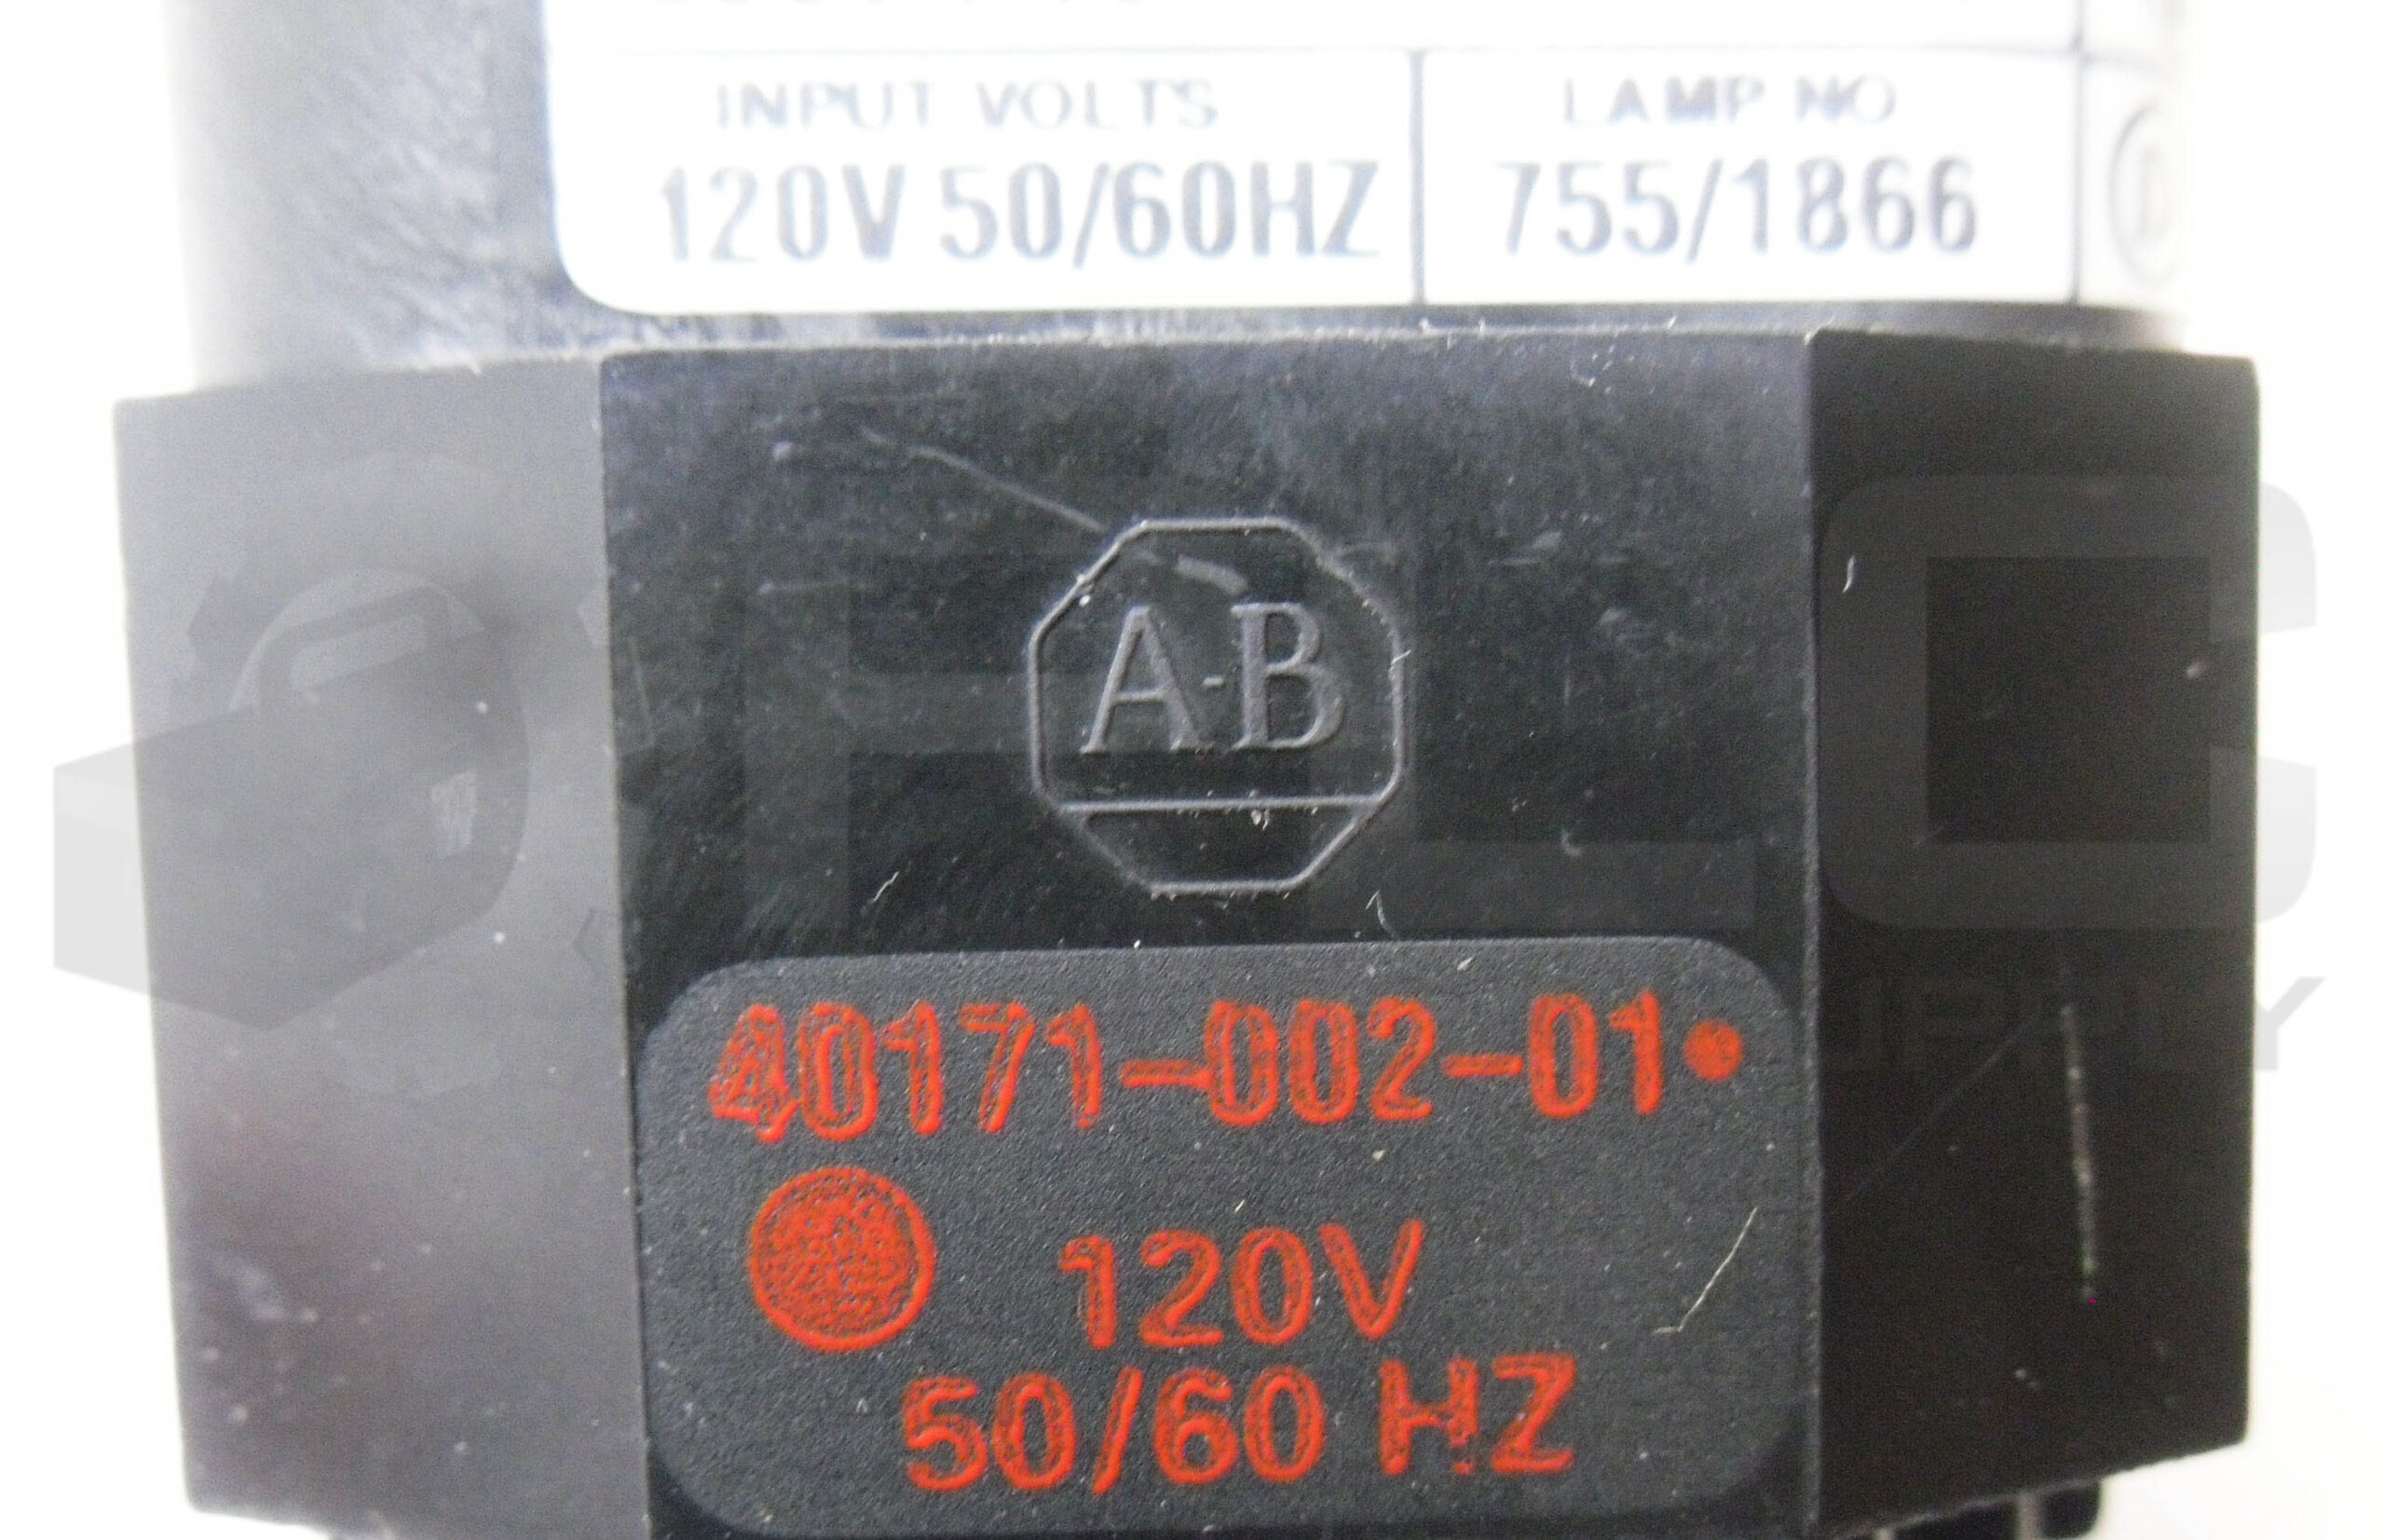 INPUT VOLTS
LAMP NO
120V 50/60HZ
755/1866
A-B
40171-002-01
120V
50/60 HZ